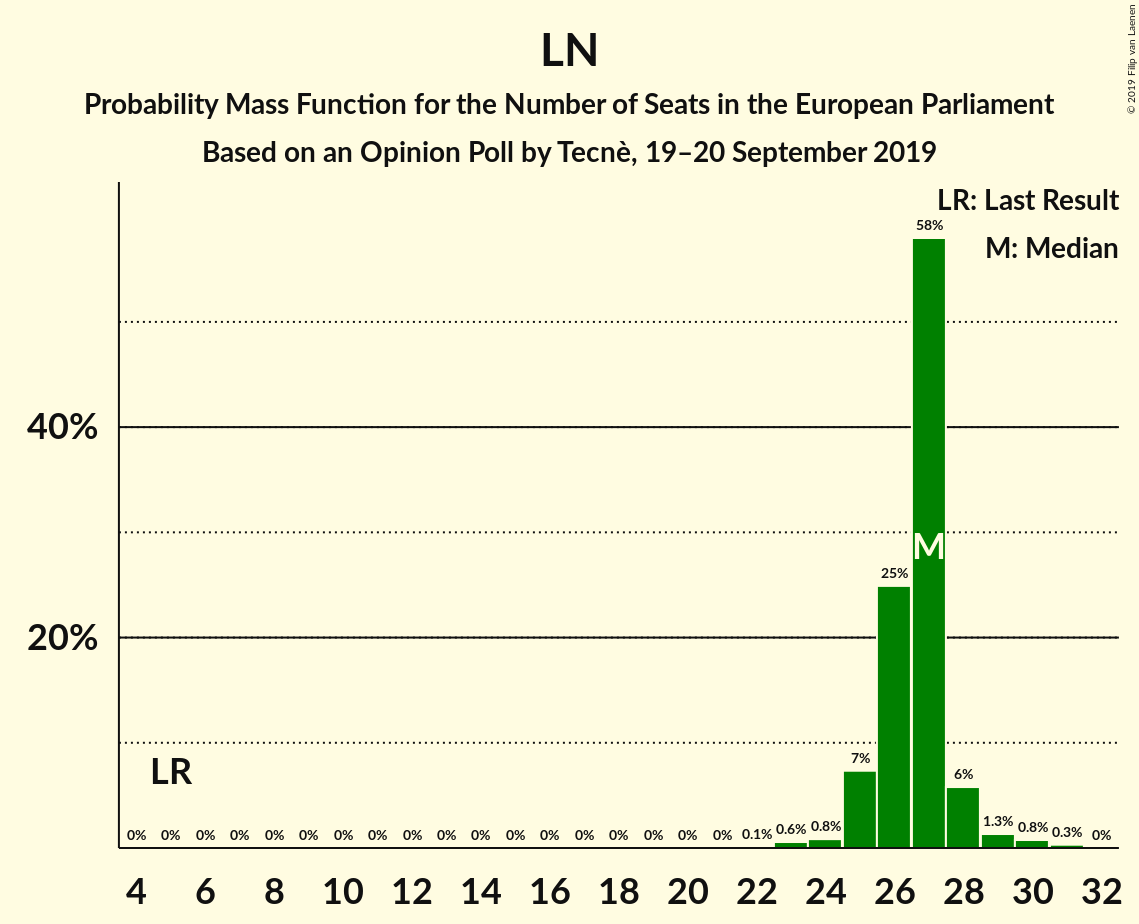 LN
Probability Mass Function for the Number of Seats in the European Parliament
Based on an Opinion Poll by Tecnè, 19–20 September 2019
© 2019 Filip van Laenen
LR: Last Result
M: Median
58%
40%
M
25%
20%
LR
7%
6%
0% 0% 0% 0% 0% 0% 0% 0% 0% 0% 0% 0% 0% 0% 0% 0% 0% 0% 0.1% 0.6% 0.8% 1.3% 0.8% 0.3% 0%
4 6 8 10 12 14 16 18 20 22 24 26 28 30 32